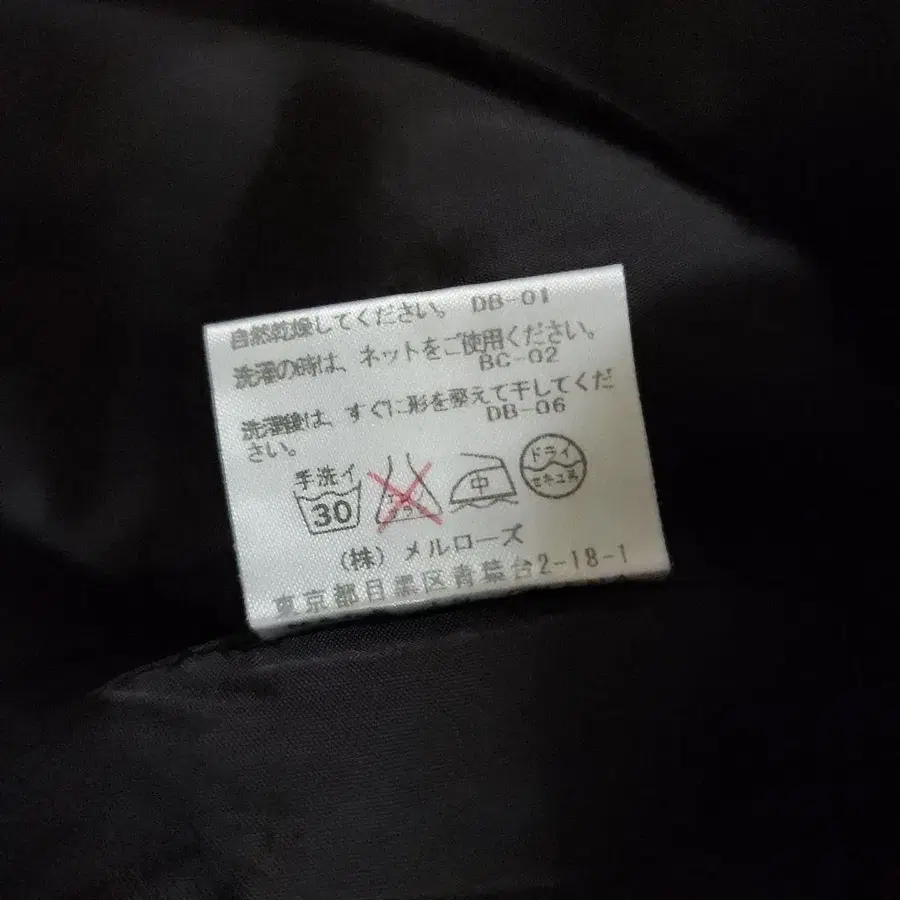 自然乾燥してください。 DB-01
洗濯の時は、ネットをご使用ください。
BC-02
洗濯後は、すぐに形を整えて干してくだ
さい。 DB-06
手洗イ
30
中
ドライ
セキユ系
(株) メルローズ
東京都目黒区青葉台2-18-1